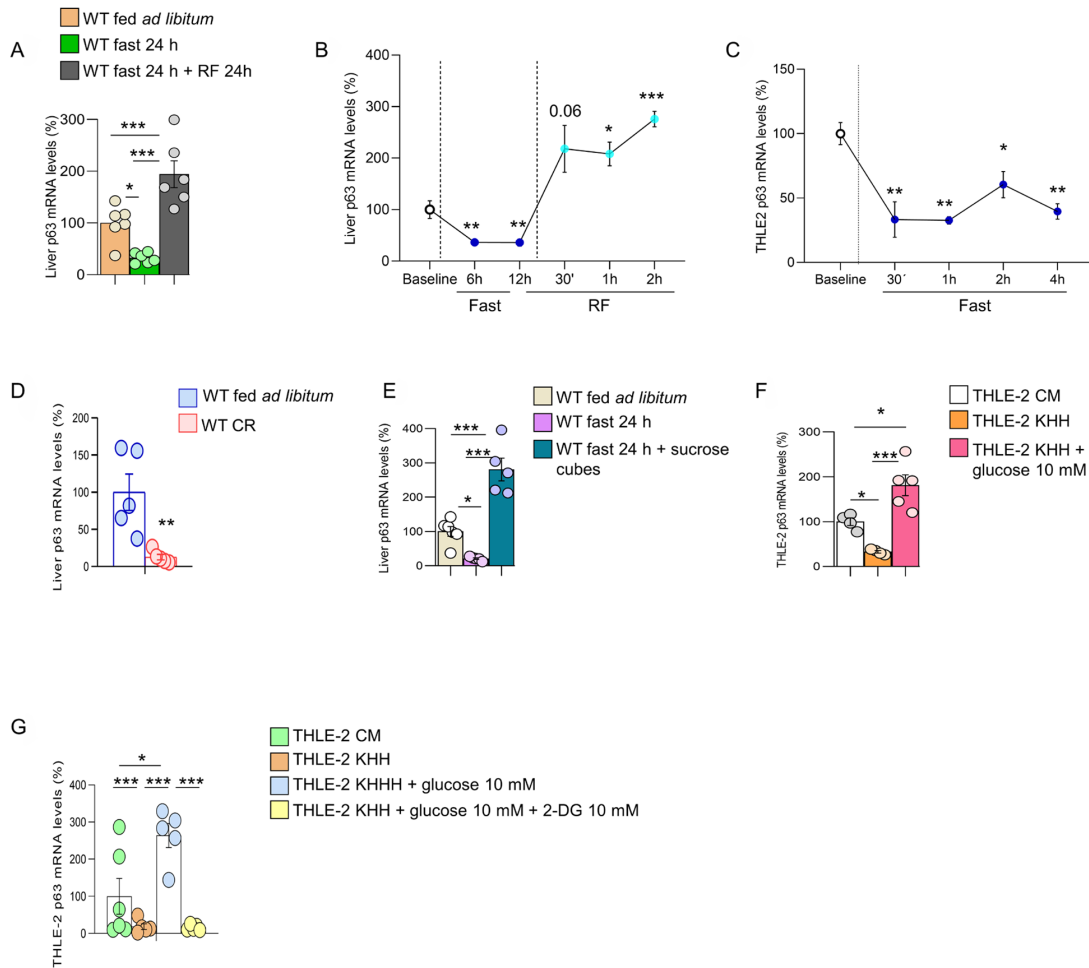 WT fed ad libitum
WT fast 24 h
WT fast 24 h + RF 24h
A
Liver p63 mRNA levels (%)
300
200
100
0
***
***
*
B
Liver p63 mRNA levels (%)
400
300
200
100
0
**
**
0.06
*
***
Baseline
6h
12h
30'
1h
2h
Fast
RF
C
THLE2 p63 mRNA levels (%)
150
100
50
0
**
**
*
**
Baseline
30´
1h
2h
4h
Fast
D
WT fed ad libitum
WT CR
Liver p63 mRNA levels (%)
200
150
100
50
0
**
E
WT fed ad libitum
WT fast 24 h
WT fast 24 h + sucrose
cubes
Liver p63 mRNA levels (%)
400
300
200
100
0
***
***
*
F
THLE-2 CM
THLE-2 KHH
THLE-2 KHH +
glucose 10 mM
THLE-2 p63 mRNA levels (%)
300
200
100
0
*
***
*
G
THLE-2 CM
THLE-2 KHH
THLE-2 KHHH + glucose 10 mM
THLE-2 KHH + glucose 10 mM + 2-DG 10 mM
THLE-2 p63 mRNA levels (%)
400
300
200
100
0
*
***
***
***